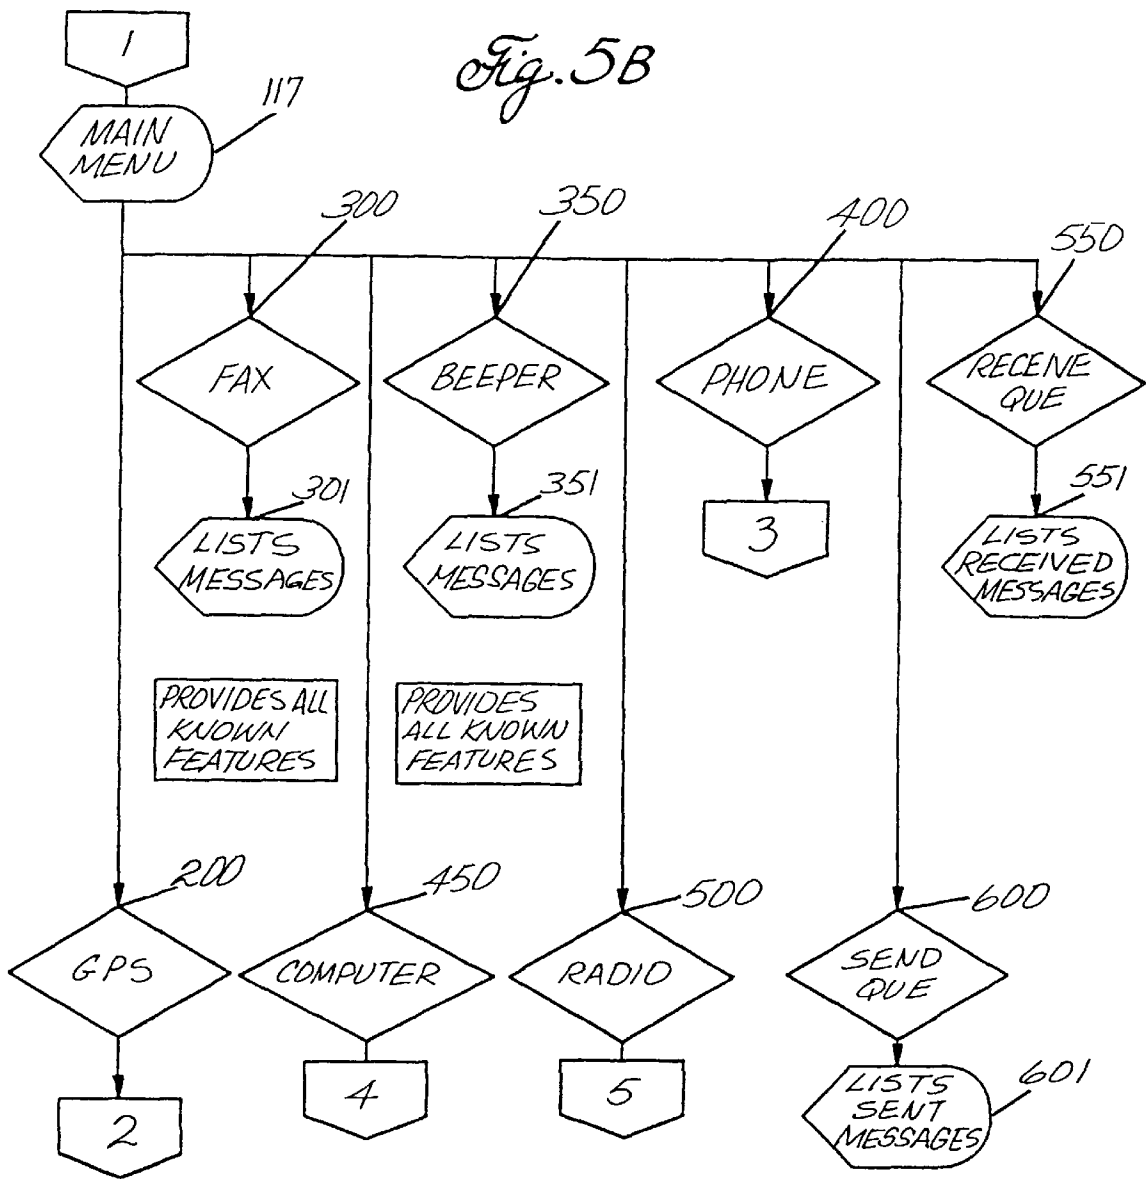 1
Fig. 5B
117
MAIN
MENU
300
350
400
550
FAX
BEEPER
PHONE
RECEIVE
QUE
301
351
551
LISTS
MESSAGES
LISTS
MESSAGES
3
LISTS
RECEIVED
MESSAGES
PROVIDES ALL
KNOWN
FEATURES
PROVIDES
ALL KNOWN
FEATURES
200
450
500
600
GPS
COMPUTER
RADIO
SEND
QUE
2
4
5
601
LISTS
SENT
MESSAGES